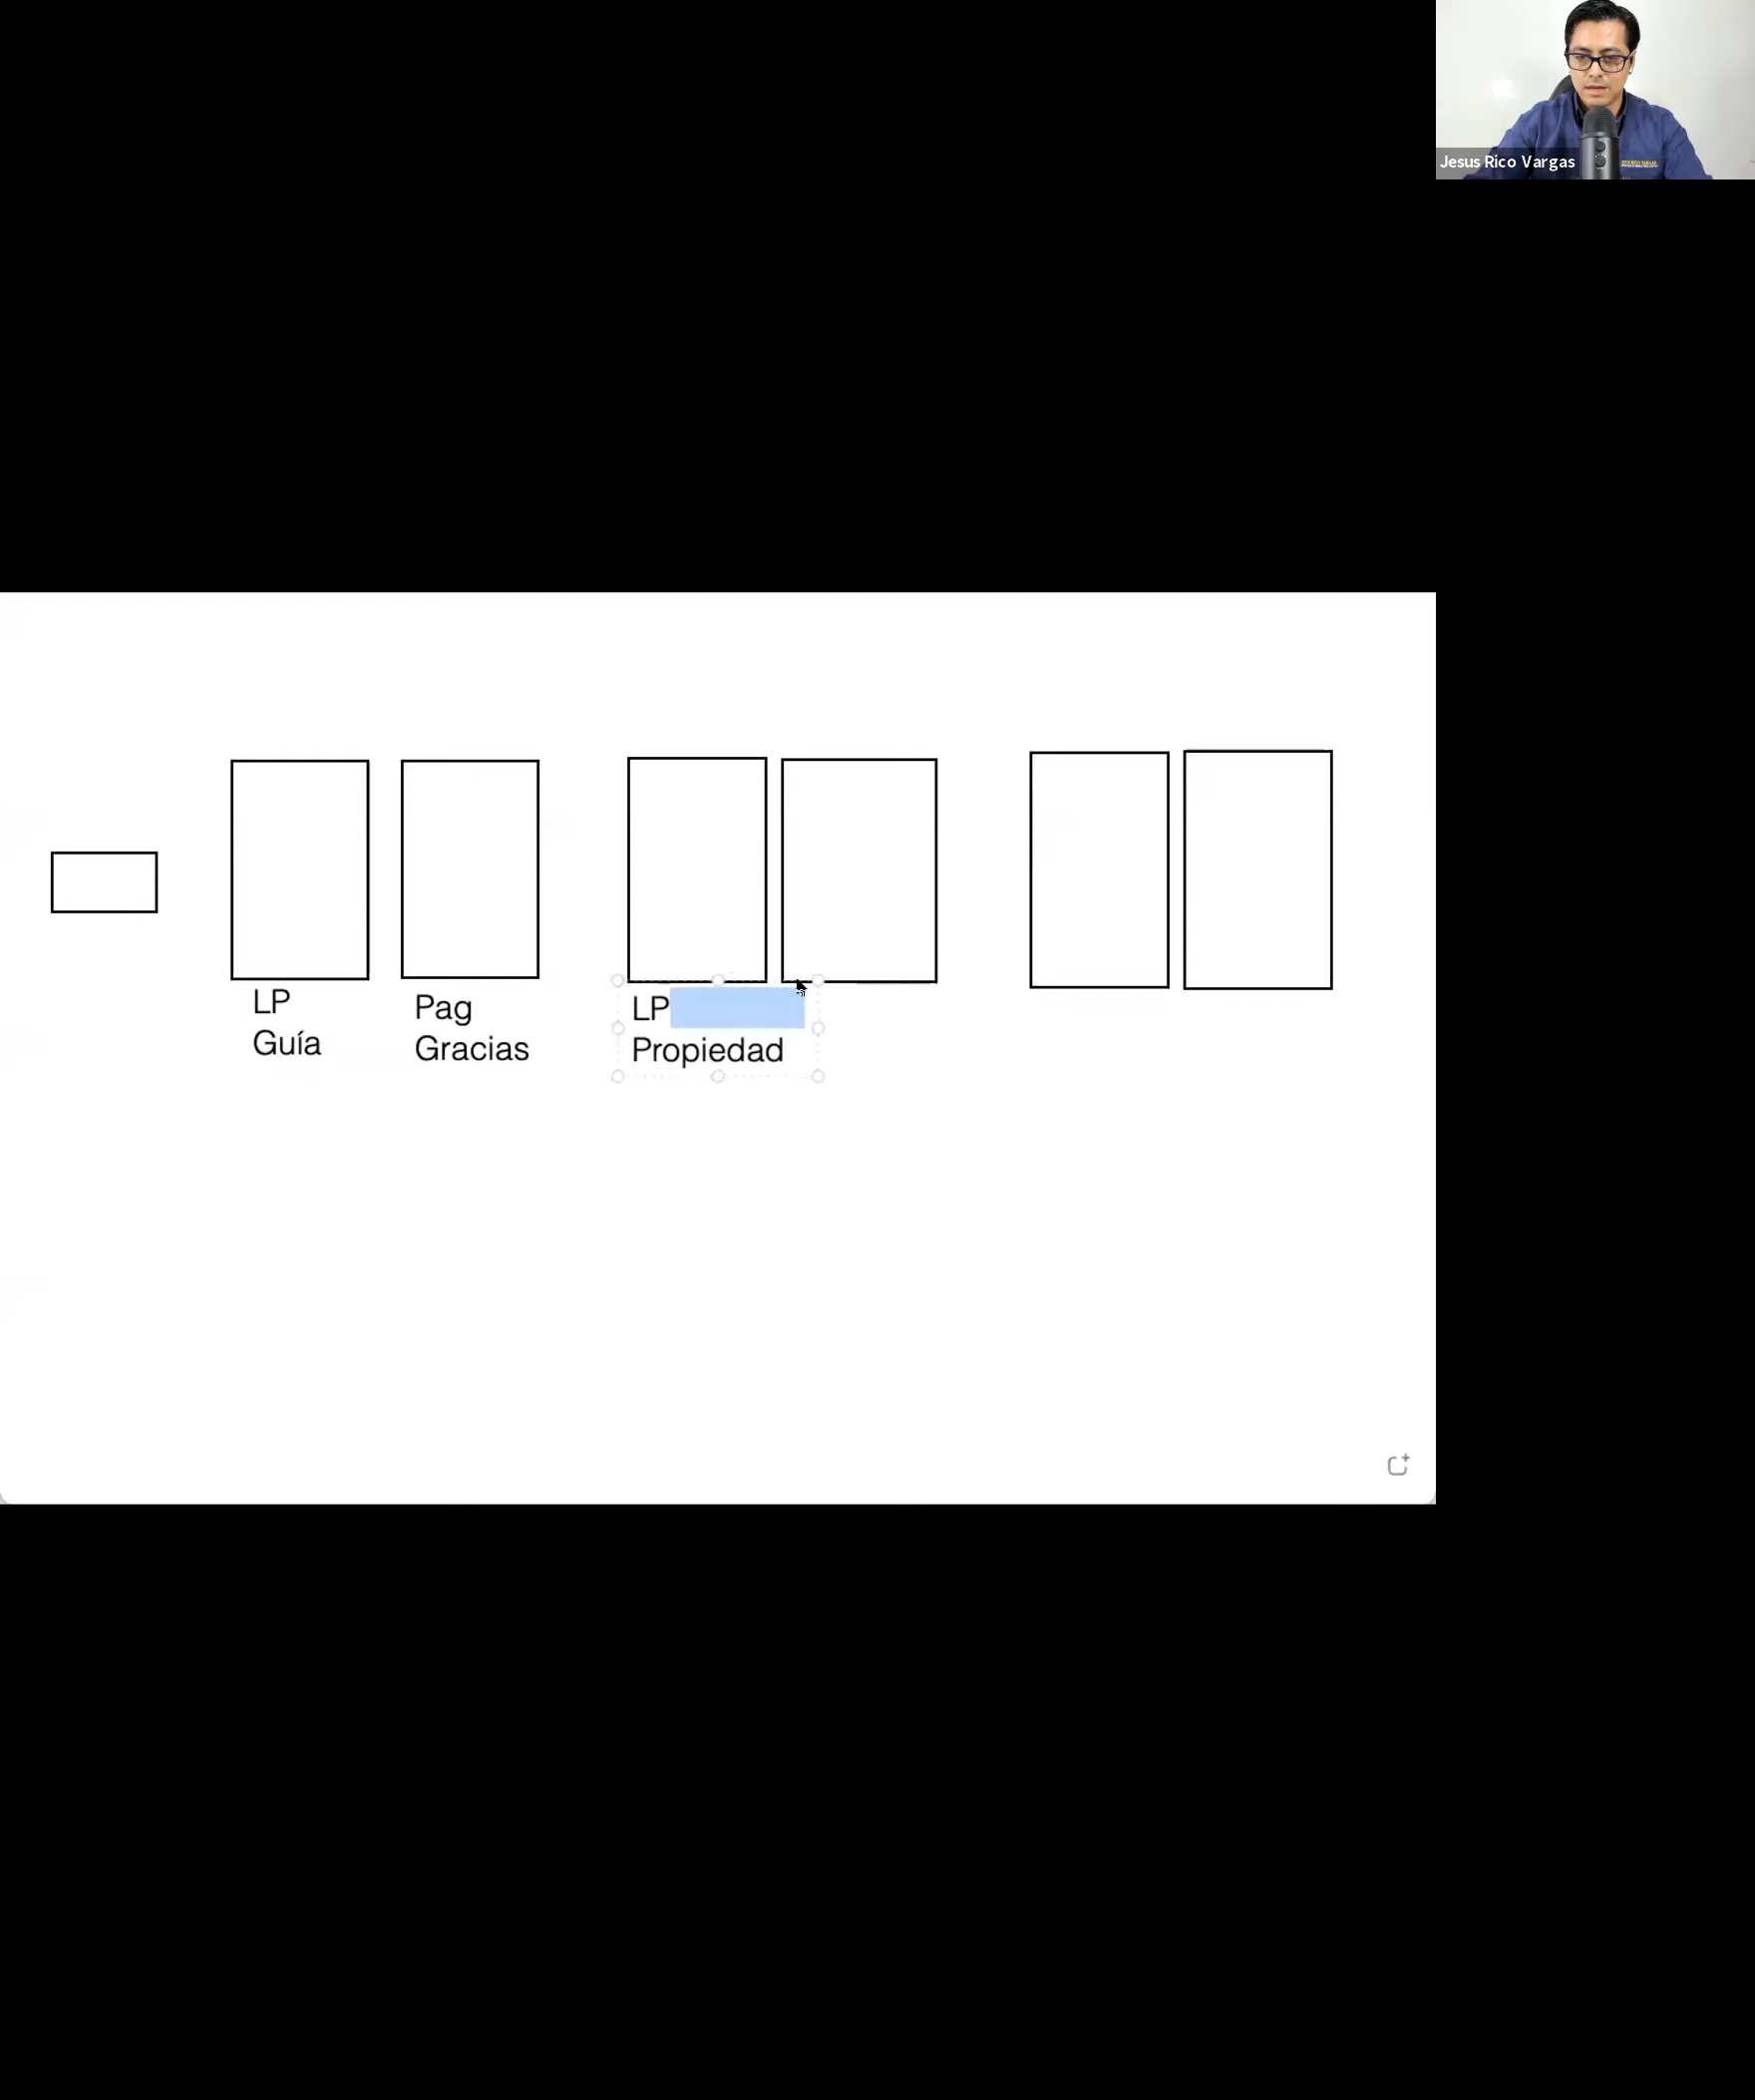 Jesus Rico Vargas
LP
Guía
Pag
Gracias
LP
Propiedad